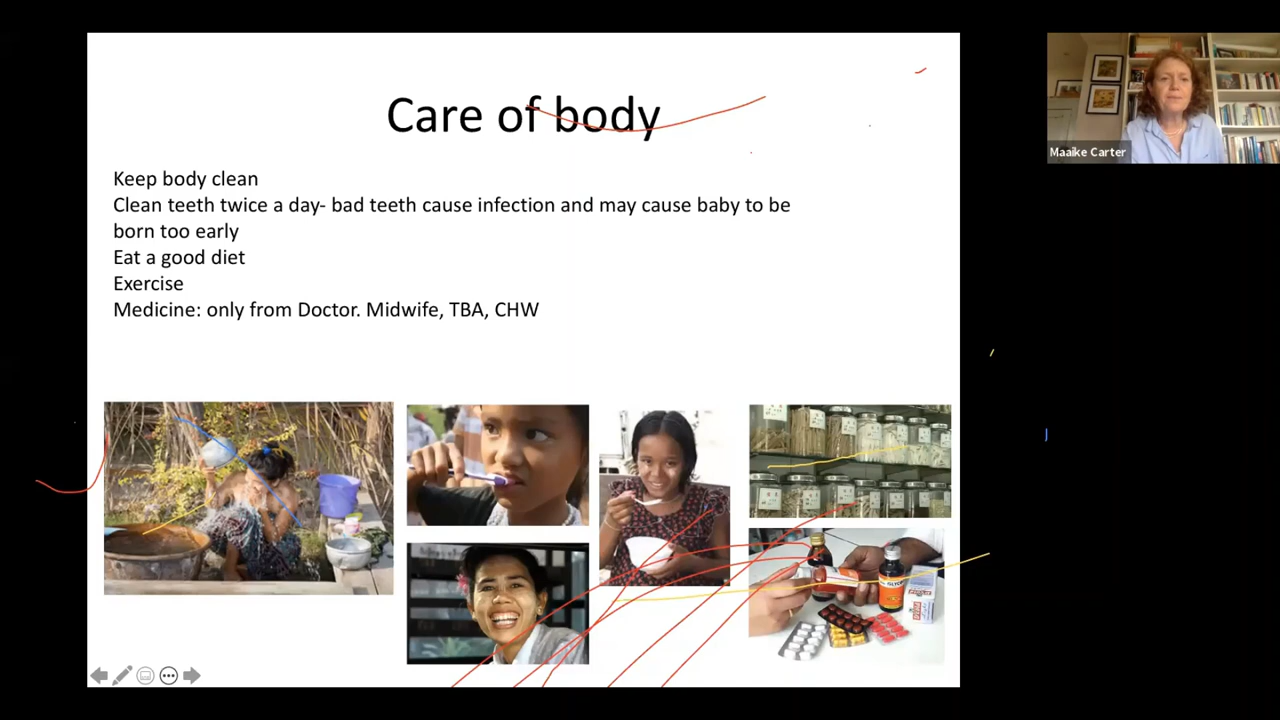 Care of body
Keep body clean
Clean teeth twice a day- bad teeth cause infection and may cause baby to be
born too early
Eat a good diet
Exercise
Medicine: only from Doctor. Midwife, TBA, CHW
Maaike Carter